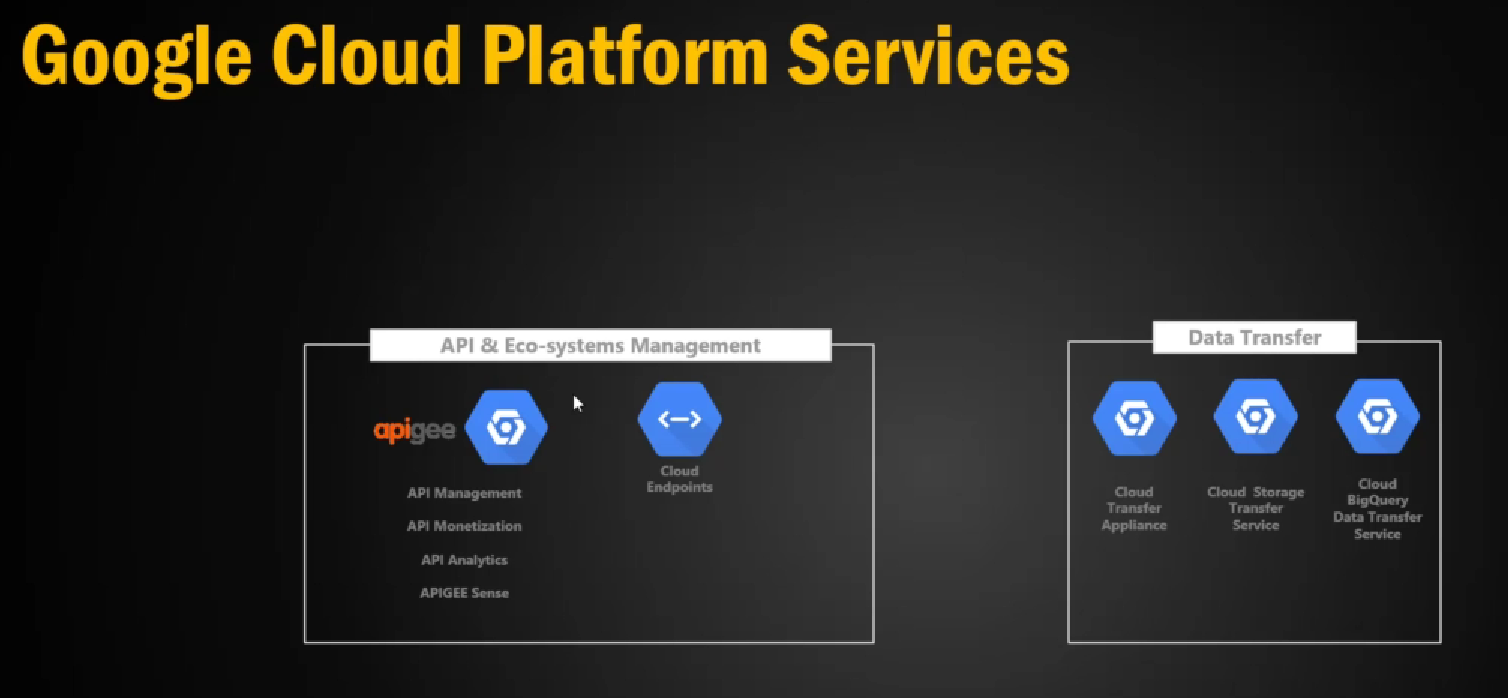 Google Cloud Platform Services
API & Eco-systems Management
apigee
Cloud
Endpoints
API Management
API Monetization
API Analytics
APIGEE Sense
Data Transfer
Cloud
Transfer
Appliance
Cloud Storage
Transfer
Service
Cloud
BigQuery
Data Transfer
Service